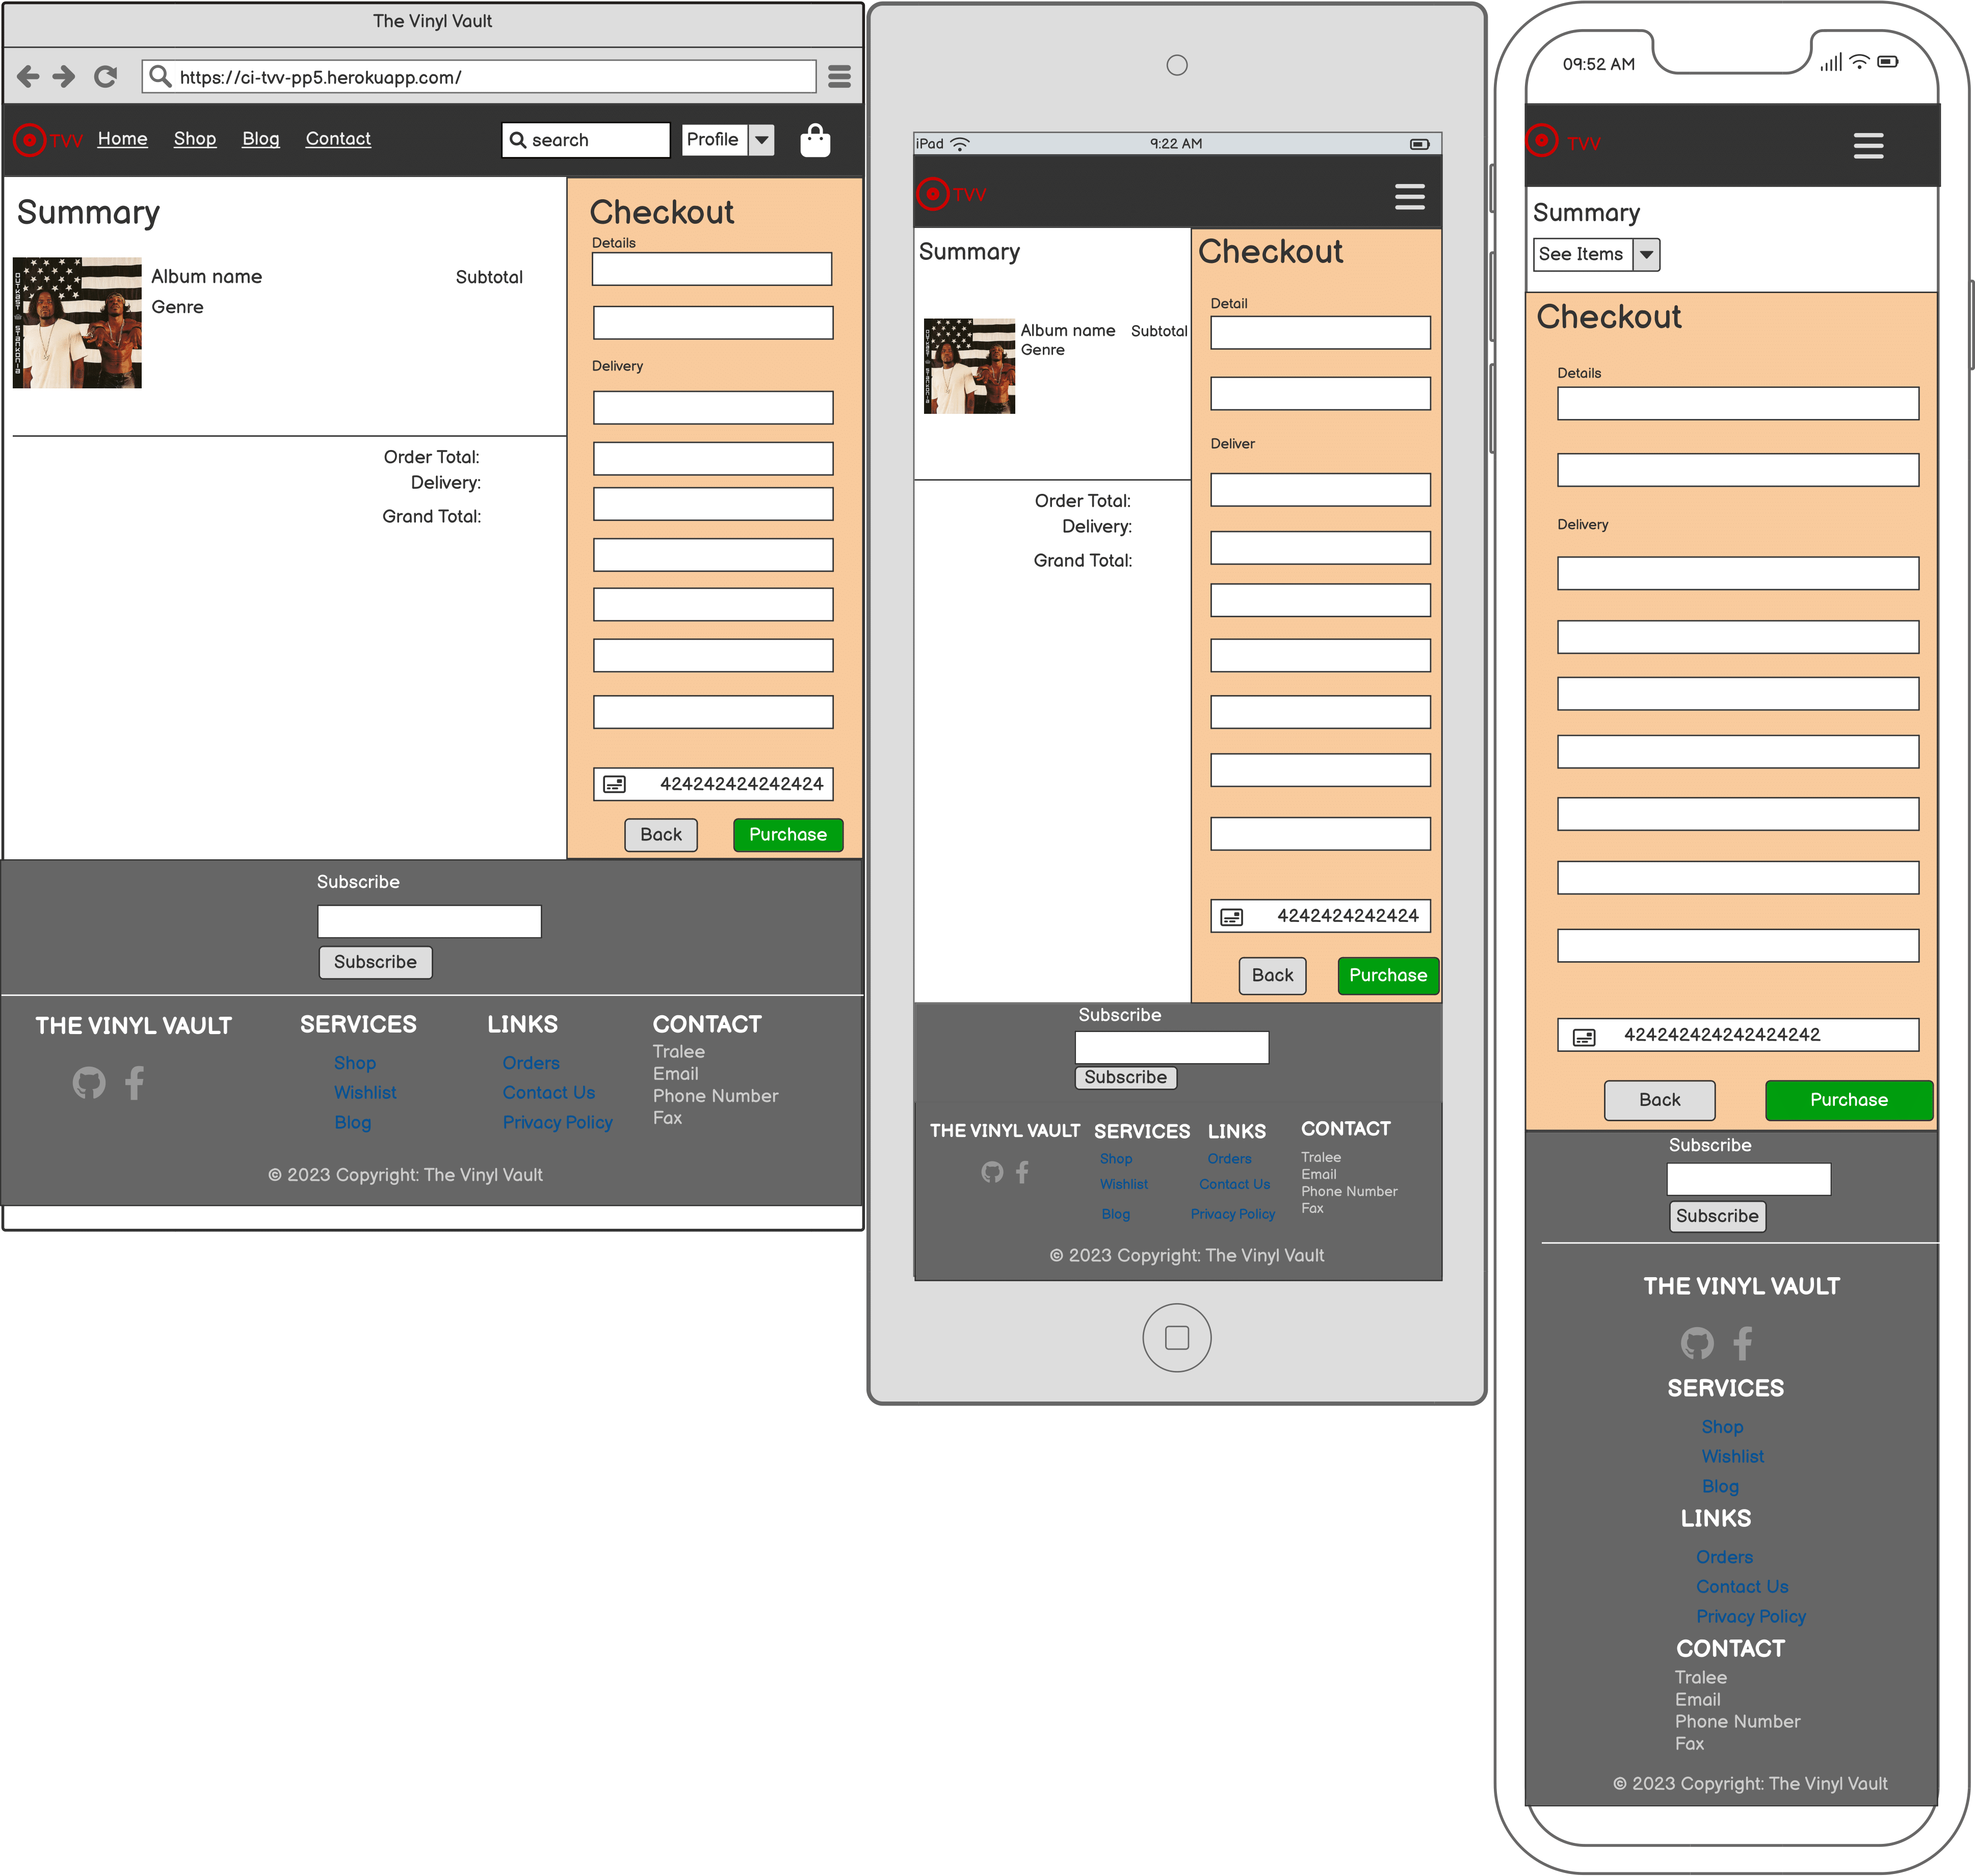 The Vinyl Vault
https://ci-tvv-pp5.herokuapp.com/
TVV Home Shop Blog Contact search Profile
Summary
Album name Subtotal
Genre
OUTKAST STANKONIA
Order Total:
Delivery:
Grand Total:
Checkout
Details
Delivery
424242424242424
Back Purchase
Subscribe
Subscribe
THE VINYL VAULT
SERVICES
Shop
Wishlist
Blog
LINKS
Orders
Contact Us
Privacy Policy
CONTACT
Tralee
Email
Phone Number
Fax
© 2023 Copyright: The Vinyl Vault
iPad 9:22 AM
TVV
Summary
Album name Subtotal
Genre
OUTKAST STANKONIA
Order Total:
Delivery:
Grand Total:
Checkout
Detail
Deliver
4242424242424
Back Purchase
Subscribe
Subscribe
THE VINYL VAULT
SERVICES
Shop
Wishlist
Blog
LINKS
Orders
Contact Us
Privacy Policy
CONTACT
Tralee
Email
Phone Number
Fax
© 2023 Copyright: The Vinyl Vault
09:52 AM
TVV
Summary
See Items
Checkout
Details
Delivery
424242424242424242
Back Purchase
Subscribe
Subscribe
THE VINYL VAULT
SERVICES
Shop
Wishlist
Blog
LINKS
Orders
Contact Us
Privacy Policy
CONTACT
Tralee
Email
Phone Number
Fax
© 2023 Copyright: The Vinyl Vault